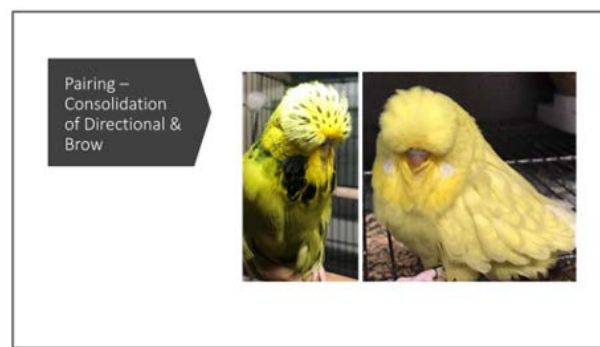 Pairing –
Consolidation
of Directional &
Brow